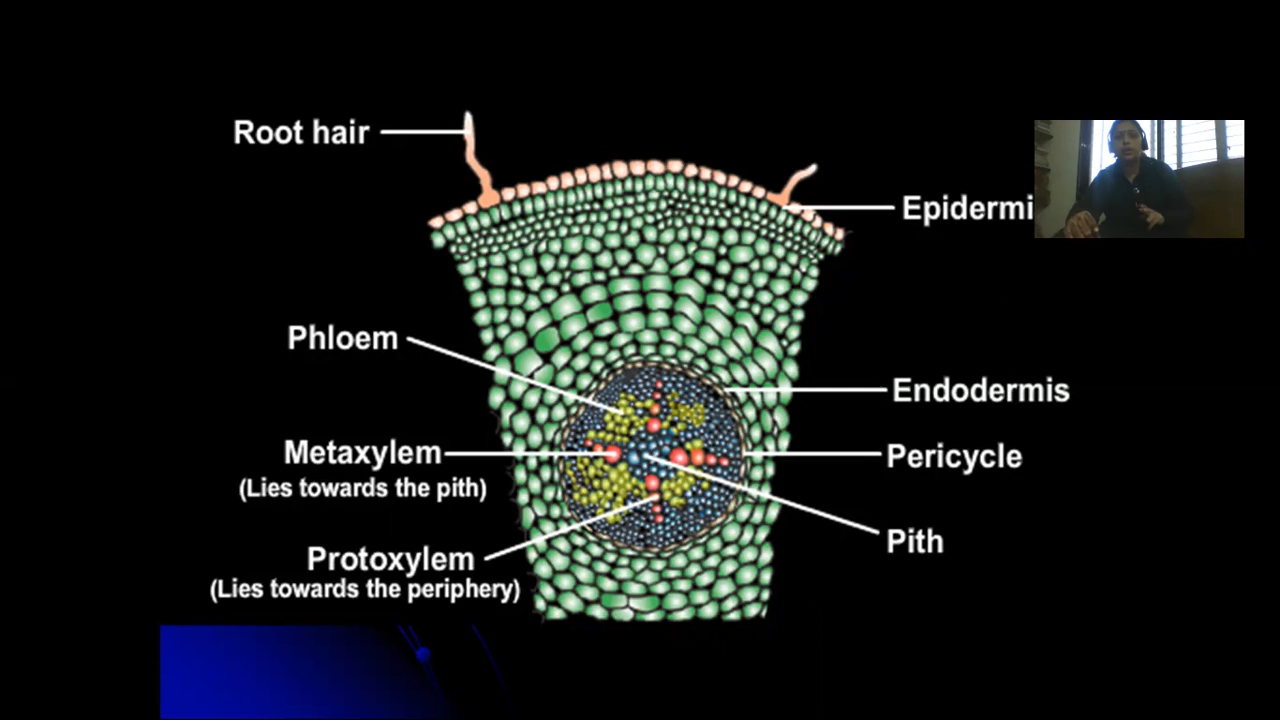 Root hair
Epidermi
Phloem
Endodermis
Metaxylem
(Lies towards the pith)
Pericycle
Pith
Protoxylem
(Lies towards the periphery)